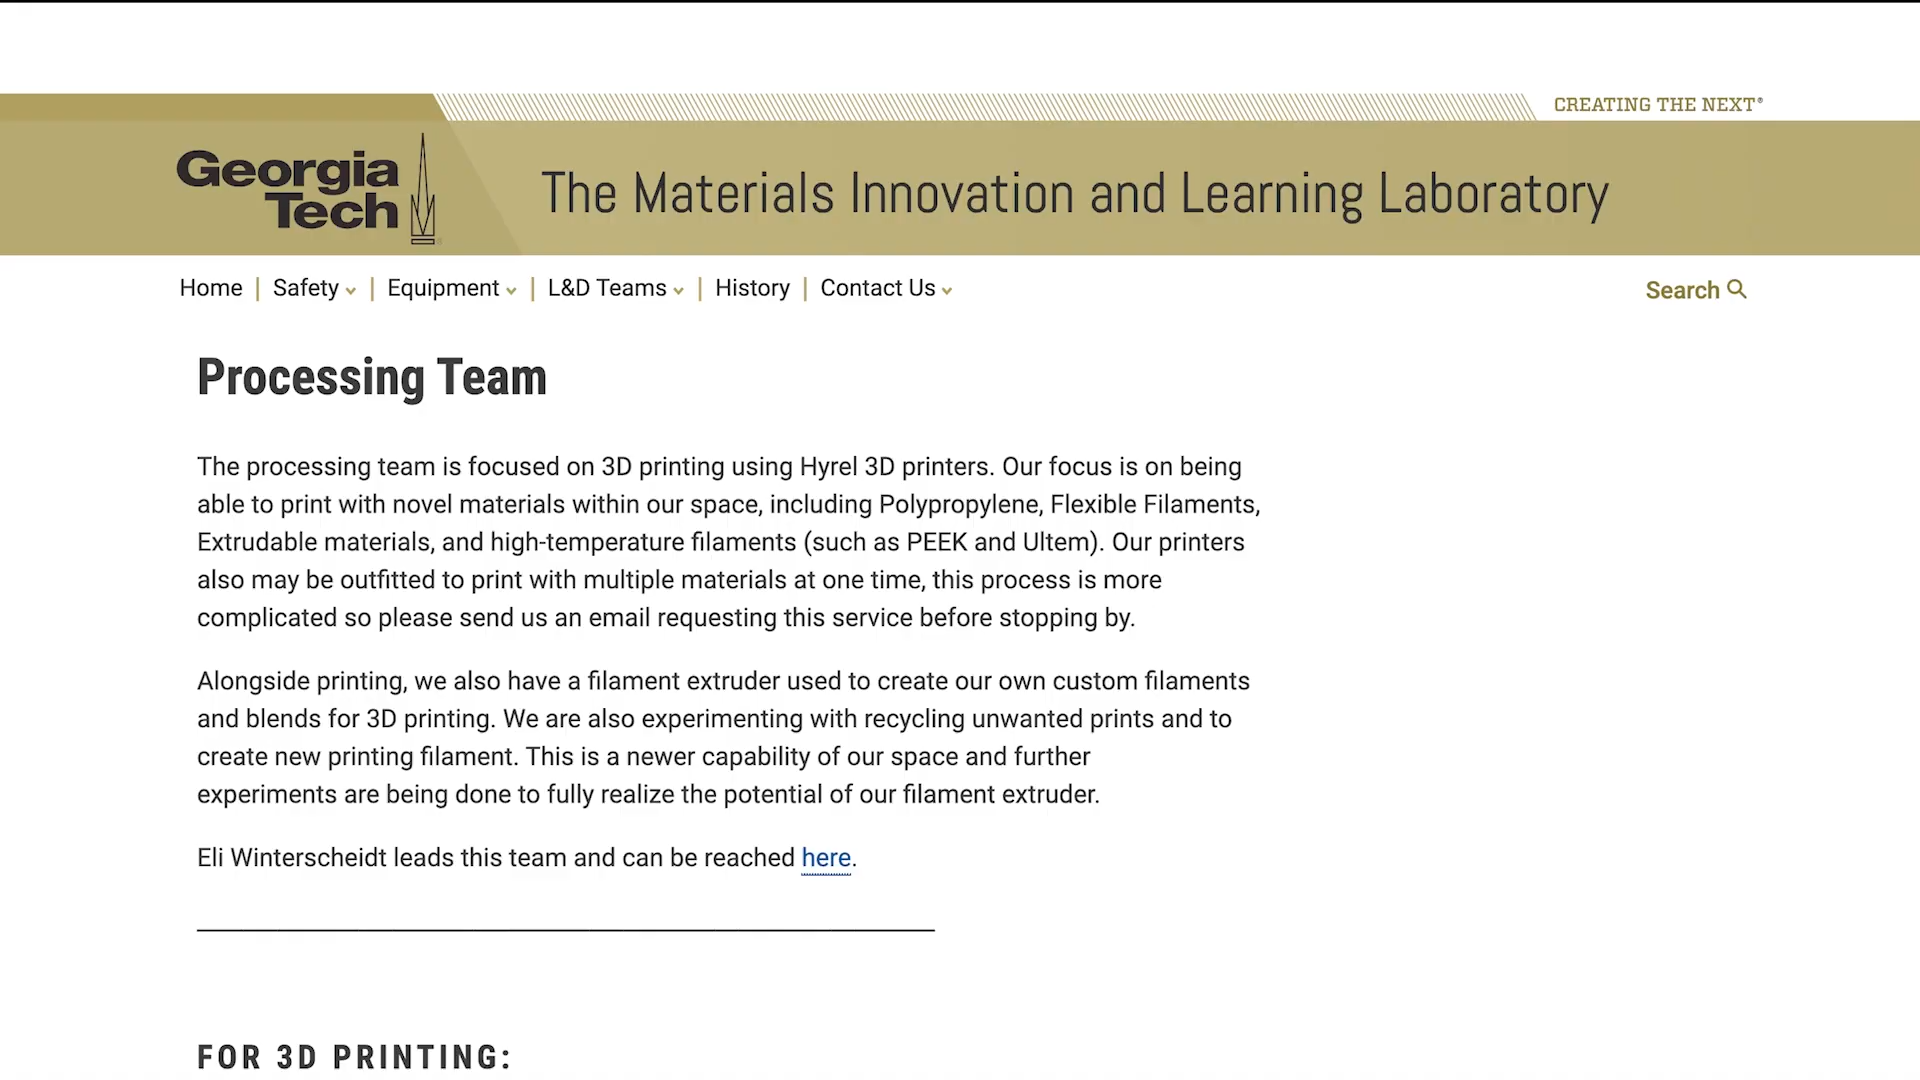 CREATING THE NEXT®
Georgia
Tech
The Materials Innovation and Learning Laboratory
Home | Safety | Equipment | L&D Teams | History | Contact Us
Search
Processing Team
The processing team is focused on 3D printing using Hyrel 3D printers. Our focus is on being
able to print with novel materials within our space, including Polypropylene, Flexible Filaments,
Extrudable materials, and high-temperature filaments (such as PEEK and Ultem). Our printers
also may be outfitted to print with multiple materials at one time, this process is more
complicated so please send us an email requesting this service before stopping by.
Alongside printing, we also have a filament extruder used to create our own custom filaments
and blends for 3D printing. We are also experimenting with recycling unwanted prints and to
create new printing filament. This is a newer capability of our space and further
experiments are being done to fully realize the potential of our filament extruder.
Eli Winterscheidt leads this team and can be reached here.
FOR 3D PRINTING: